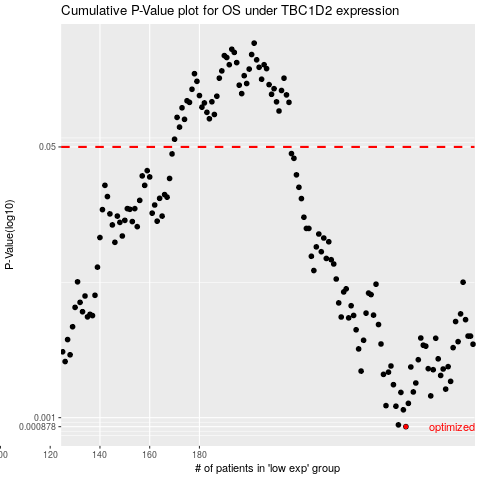 Cumulative P-Value plot for OS under TBC1D2 expression
P-Value(log10)
0.05
0.001
0.000878
optimized
00 120 140 160 180
# of patients in 'low exp' group